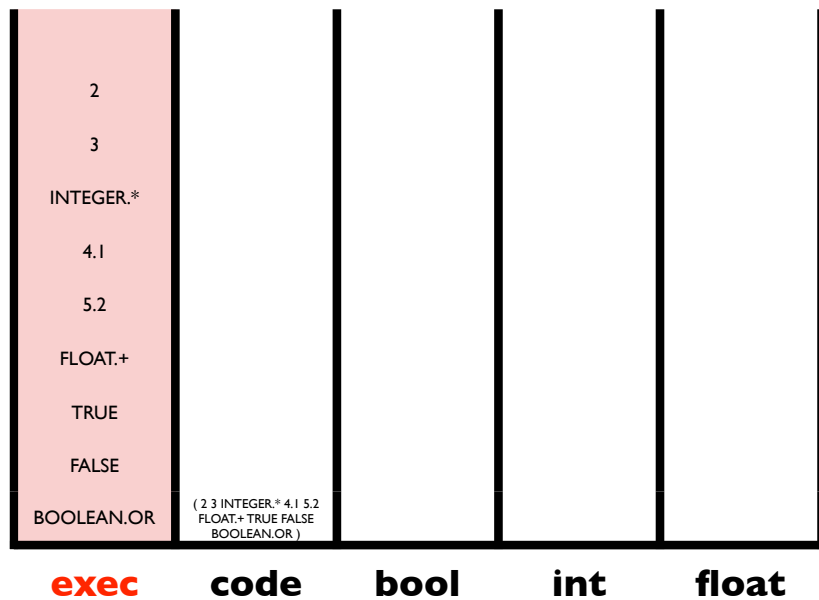 2
3
INTEGER.*
4.1
5.2
FLOAT.+
TRUE
FALSE
BOOLEAN.OR
( 2 3 INTEGER.* 4.1 5.2
FLOAT.+ TRUE FALSE
BOOLEAN.OR )
exec code bool int float